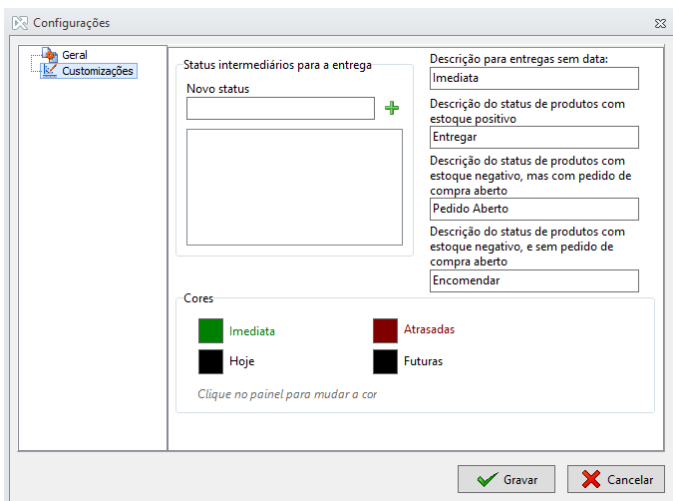 Configurações
Geral
Customizações
Status intermediários para a entrega
Novo status
Descrição para entregas sem data:
Imediata
Descrição do status de produtos com
estoque positivo
Entregar
Descrição do status de produtos com
estoque negativo, mas com pedido de
compra aberto
Pedido Aberto
Descrição do status de produtos com
estoque negativo, e sem pedido de
compra aberto
Encomendar
Cores
Imediata
Atrasadas
Hoje
Futuras
Clique no painel para mudar a cor
Gravar
Cancelar